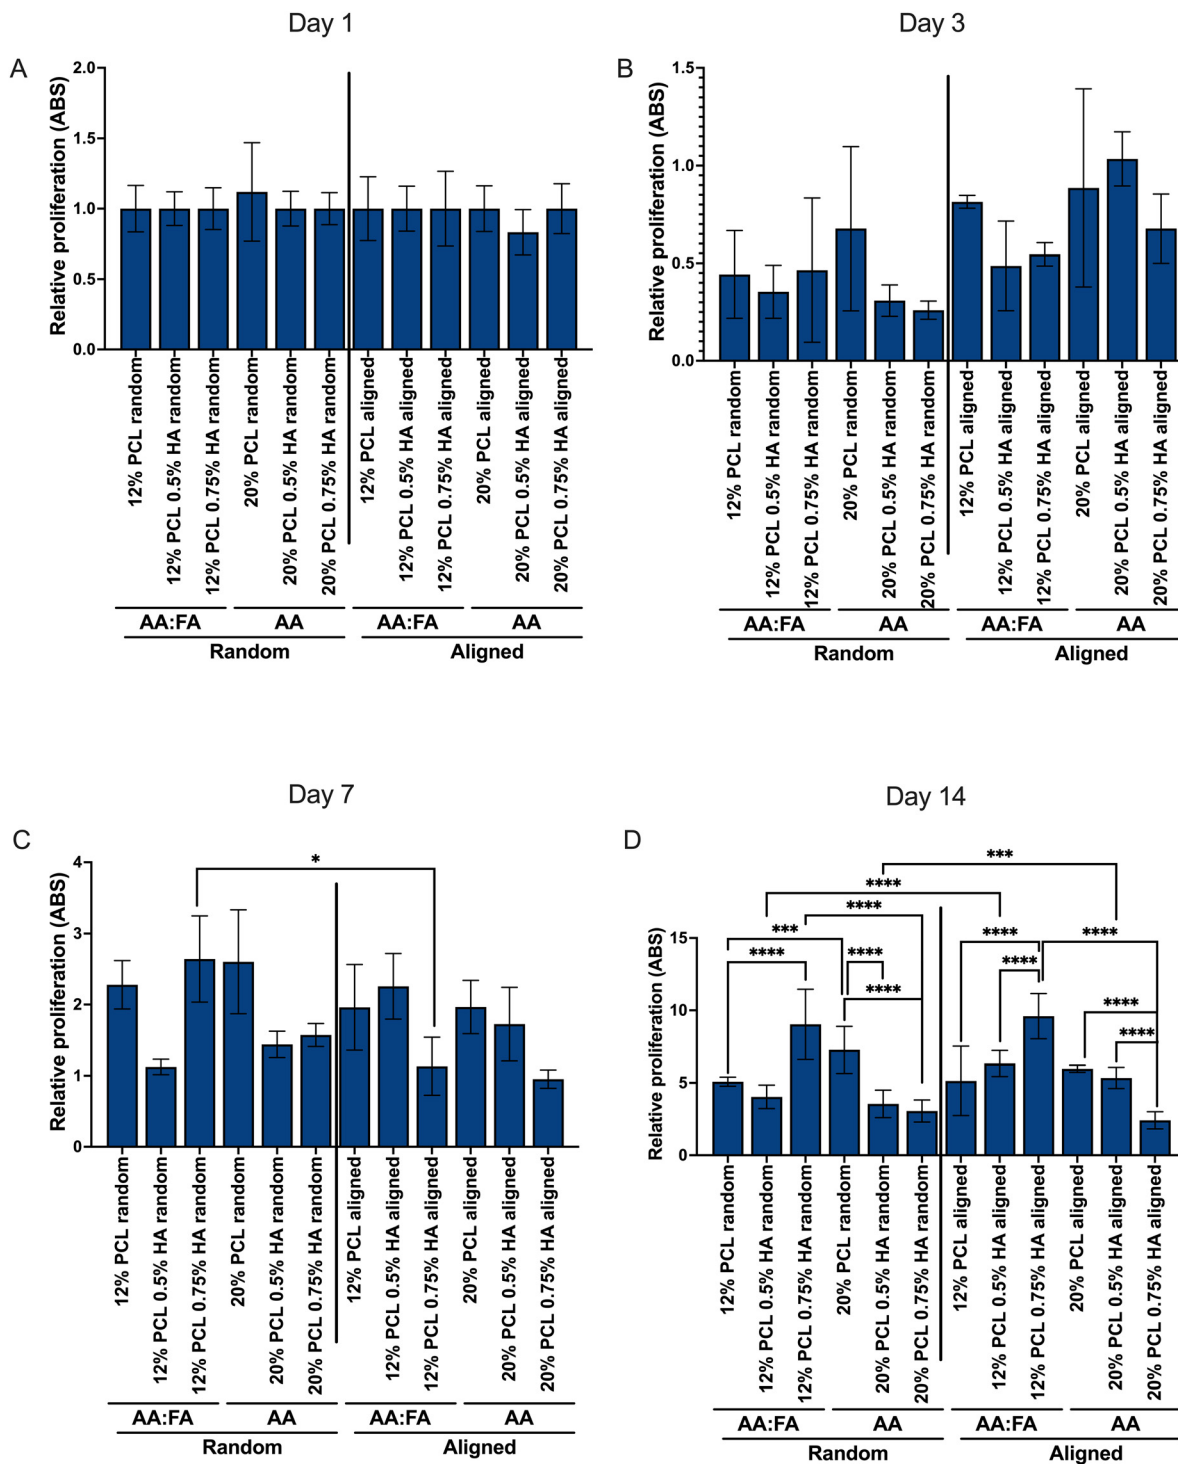 Day 1
A
Relative proliferation (ABS)
2.0
1.5
1.0
0.5
0.0
12% PCL random
12% PCL 0.5% HA random
12% PCL 0.75% HA random
20% PCL random
20% PCL 0.5% HA random
20% PCL 0.75% HA random
12% PCL aligned
12% PCL 0.5% HA aligned
12% PCL 0.75% HA aligned
20% PCL aligned
20% PCL 0.5% HA aligned
20% PCL 0.75% HA aligned
AA:FA
AA
AA:FA
AA
Random
Aligned
Day 3
B
Relative proliferation (ABS)
1.5
1.0
0.5
0.0
12% PCL random
12% PCL 0.5% HA random
12% PCL 0.75% HA random
20% PCL random
20% PCL 0.5% HA random
20% PCL 0.75% HA random
12% PCL aligned
12% PCL 0.5% HA aligned
12% PCL 0.75% HA aligned
20% PCL aligned
20% PCL 0.5% HA aligned
20% PCL 0.75% HA aligned
AA:FA
AA
AA:FA
AA
Random
Aligned
Day 7
C
Relative proliferation (ABS)
4
3
2
1
0
*
12% PCL random
12% PCL 0.5% HA random
12% PCL 0.75% HA random
20% PCL random
20% PCL 0.5% HA random
20% PCL 0.75% HA random
12% PCL aligned
12% PCL 0.5% HA aligned
12% PCL 0.75% HA aligned
20% PCL aligned
20% PCL 0.5% HA aligned
20% PCL 0.75% HA aligned
AA:FA
AA
AA:FA
AA
Random
Aligned
Day 14
D
Relative proliferation (ABS)
15
10
5
0
***
****
****
***
****
****
****
****
****
****
****
****
12% PCL random
12% PCL 0.5% HA random
12% PCL 0.75% HA random
20% PCL random
20% PCL 0.5% HA random
20% PCL 0.75% HA random
12% PCL aligned
12% PCL 0.5% HA aligned
12% PCL 0.75% HA aligned
20% PCL aligned
20% PCL 0.5% HA aligned
20% PCL 0.75% HA aligned
AA:FA
AA
AA:FA
AA
Random
Aligned